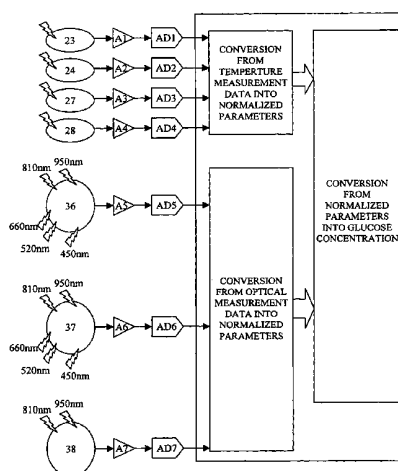 23 A1 AD1
24 A2 AD2
27 A3 AD3
28 A4 AD4
CONVERSION
FROM
TEMPERTURE
MEASUREMENT
DATA INTO
NORMALIZED
PARAMETERS
810nm 950nm
36 A5 AD5
660nm
520nm 450nm
810nm 950nm
37 A6 AD6
660nm
520nm 450nm
810nm 950nm
38 A7 AD7
CONVERSION
FROM OPTICAL
MEASUREMENT
DATA INTO
NORMALIZED
PARAMETERS
CONVERSION
FROM
NORMALIZED
PARAMETERS
INTO GLUCOSE
CONCENTRATION